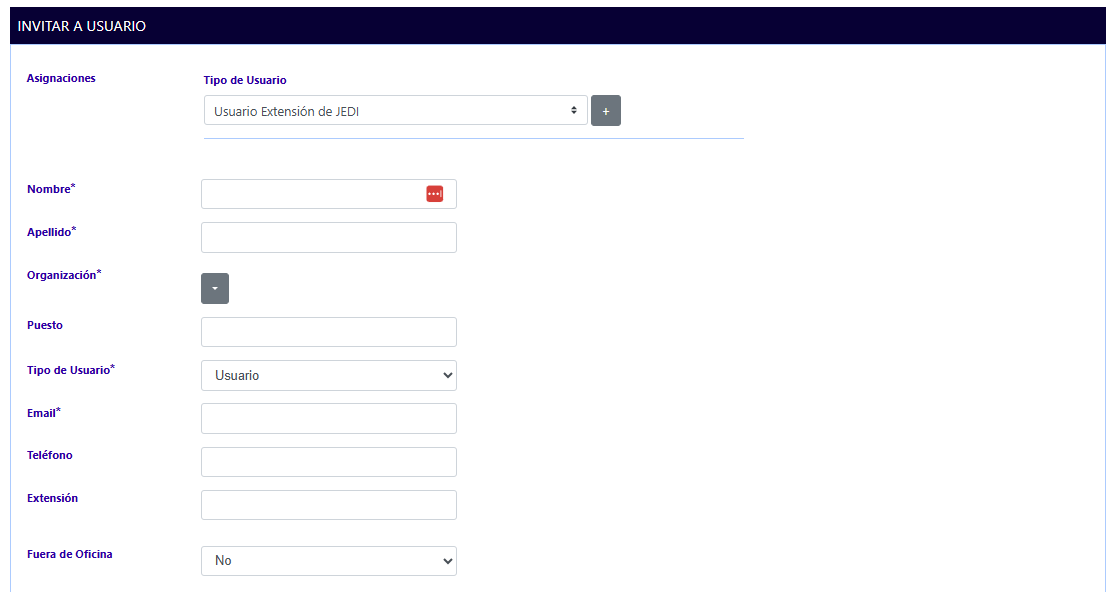 INVITAR A USUARIO
Asignaciones
Tipo de Usuario
Usuario Extensión de JEDI
+
Nombre*
Apellido*
Organización*
Puesto
Tipo de Usuario*
Usuario
Email*
Teléfono
Extensión
Fuera de Oficina
No